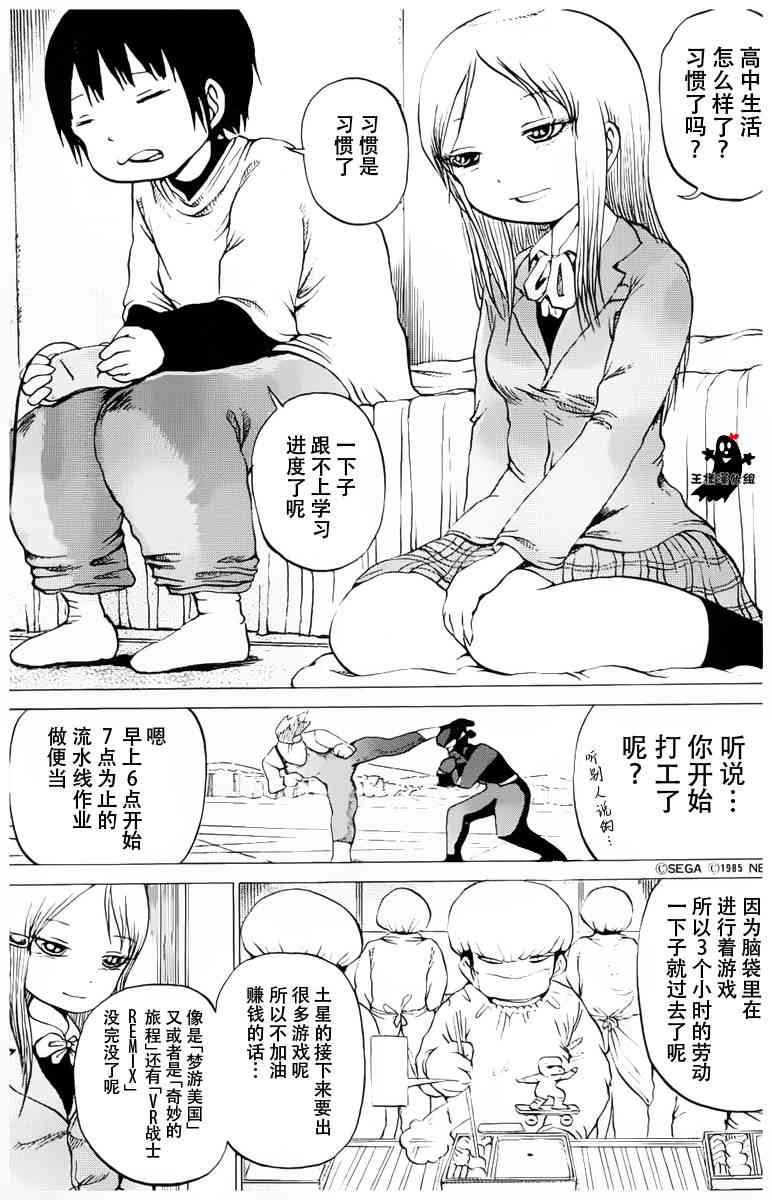 高中生活
怎么样了?
习惯了吗?
习惯是
习惯了
一下子
跟不上学习
进度了呢
听说…
你开始
打工了
呢?
听别人说的…
嗯
早上6点开始
7点为止的
流水线作业
做便当
©SEGA ©1985 NE
因为脑袋里在
进行着游戏
所以3个小时的劳动
一下子就过去了呢
土星的接下来要出
很多游戏呢
所以不加油
赚钱的话…
像是「梦游美国」
又或者是「奇妙的
旅程」还有「VR战士
REMIX」
没完没了呢